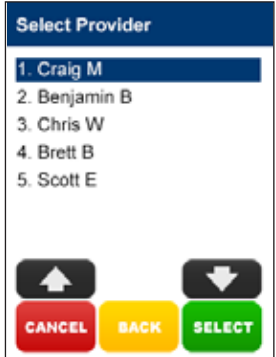 Select Provider
1. Craig M
2. Benjamin B
3. Chris W
4. Brett B
5. Scott E
CANCEL BACK SELECT